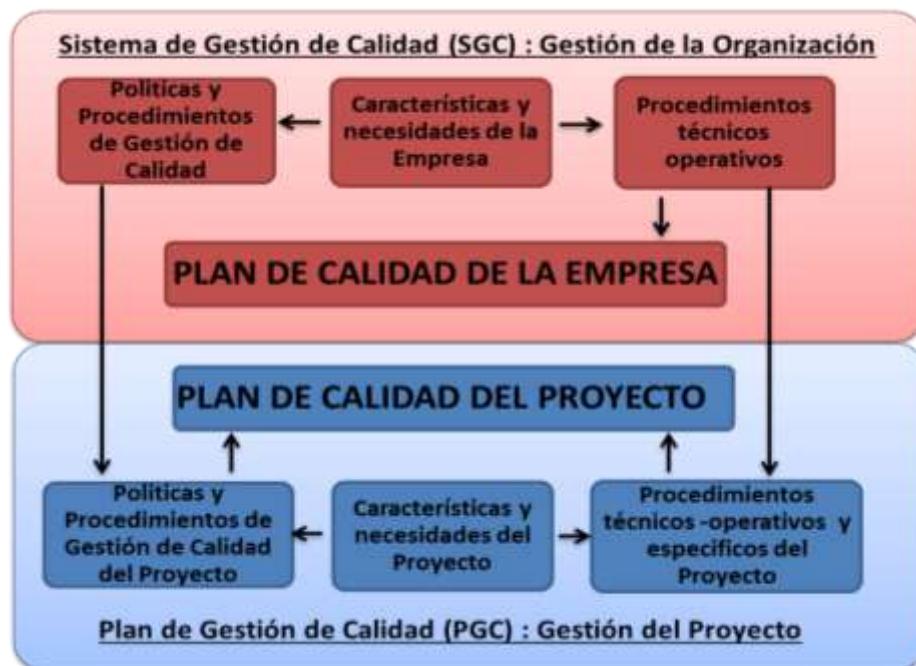 Sistema de Gestión de Calidad (SGC) : Gestión de la Organización
Politicas y
Procedimientos
de Gestión de
Calidad
Características y
necesidades de la
Empresa
Procedimientos
técnicos
operativos
PLAN DE CALIDAD DE LA EMPRESA
PLAN DE CALIDAD DEL PROYECTO
Politicas y
Procedimientos de
Gestión de Calidad
del Proyecto
Características y
necesidades del
Proyecto
Procedimientos
técnicos -operativos y
especificos del
Proyecto
Plan de Gestión de Calidad (PGC) : Gestión del Proyecto